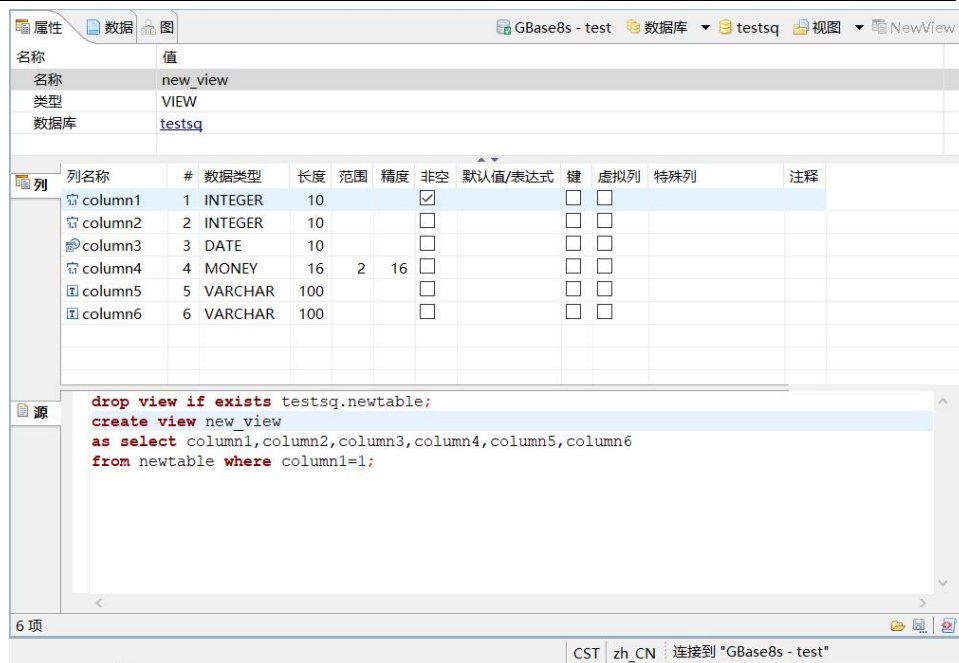 属性 数据 图 GBase8s - test 数据库 testsq 视图 NewView
名称 值
名称 new_view
类型 VIEW
数据库 testsq
列
列名称 # 数据类型 长度 范围 精度 非空 默认值/表达式 键 虚拟列 特殊列 注释
column1 1 INTEGER 10
column2 2 INTEGER 10
column3 3 DATE 10
column4 4 MONEY 16 2 16
column5 5 VARCHAR 100
column6 6 VARCHAR 100
源
drop view if exists testsq.newtable;
create view new_view
as select column1,column2,column3,column4,column5,column6
from newtable where column1=1;
6 项
CST zh_CN 连接到 "GBase8s - test"